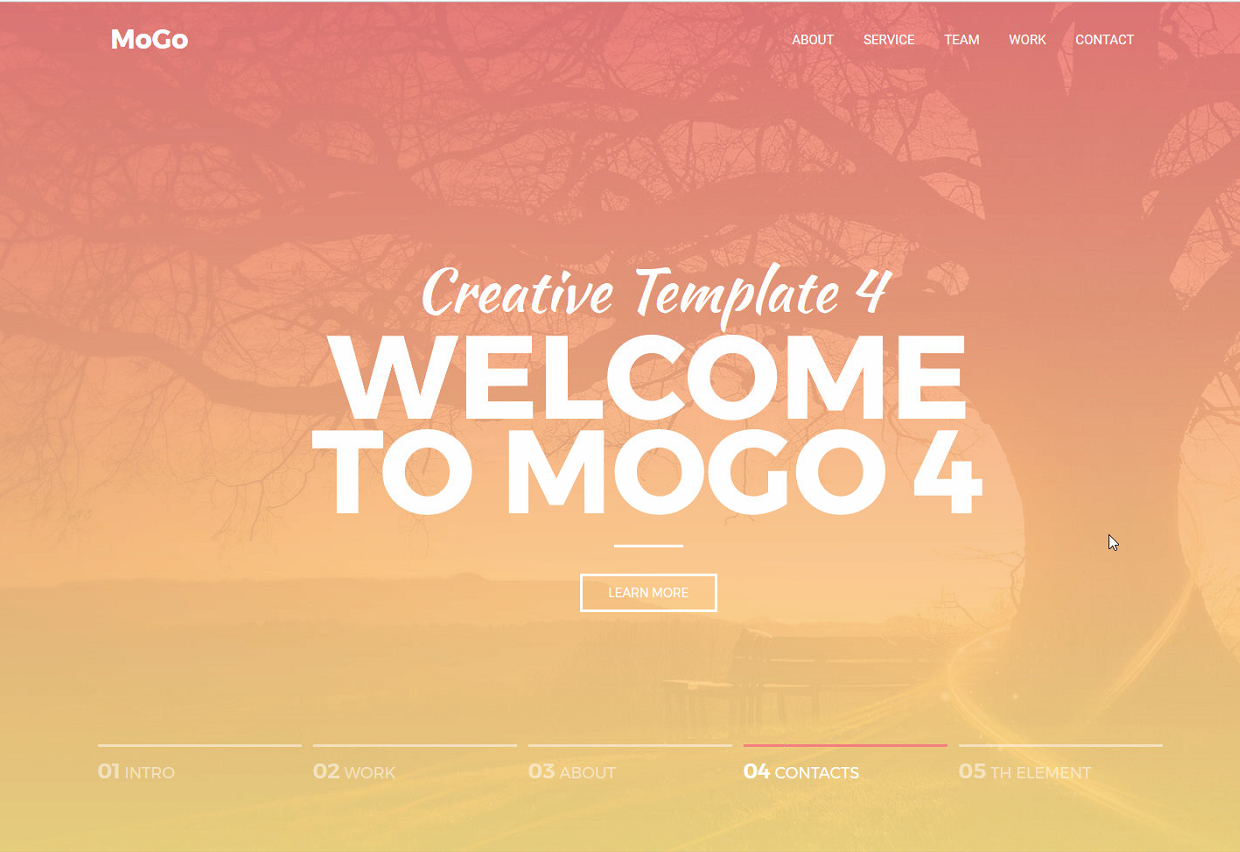 MoGo
ABOUT SERVICE TEAM WORK CONTACT
Creative Template 4
WELCOME
TO MOGO 4
LEARN MORE
01 INTRO 02 WORK 03 ABOUT 04 CONTACTS 05 TH ELEMENT